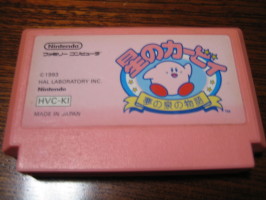 Nintendo
ファミリー コンピュータ
©1993
HAL LABORATORY INC.
Nintendo
HVC-KI
MADE IN JAPAN
星のカービィ
夢の泉の物語